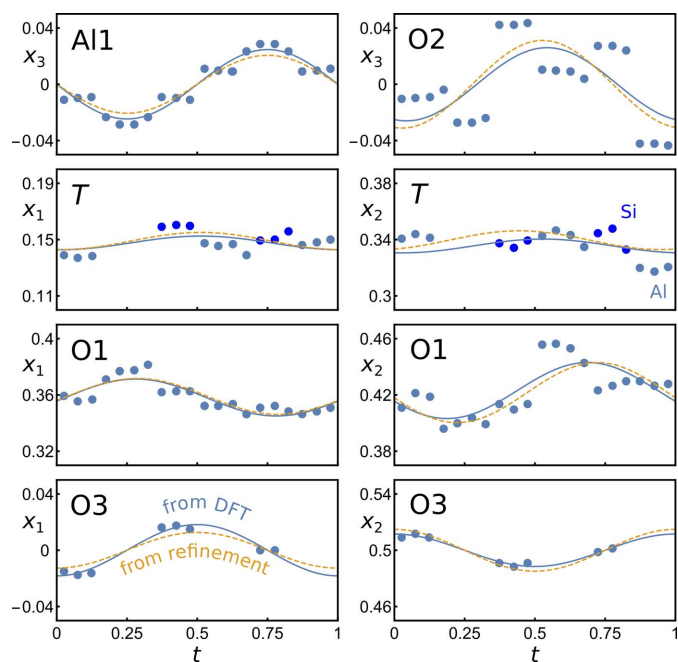 Al1
x₃
0.04
0
−0.04
O2
x₃
0.04
0
−0.04
T
x₁
0.19
0.15
0.11
T
x₂
0.38
0.34
0.3
Si
Al
O1
x₁
0.4
0.36
0.32
O1
x₂
0.46
0.42
0.38
O3
x₁
0.04
0
−0.04
from DFT
from refinement
O3
x₂
0.54
0.5
0.46
0 0.25 0.5 0.75 1
t
0 0.25 0.5 0.75 1
t